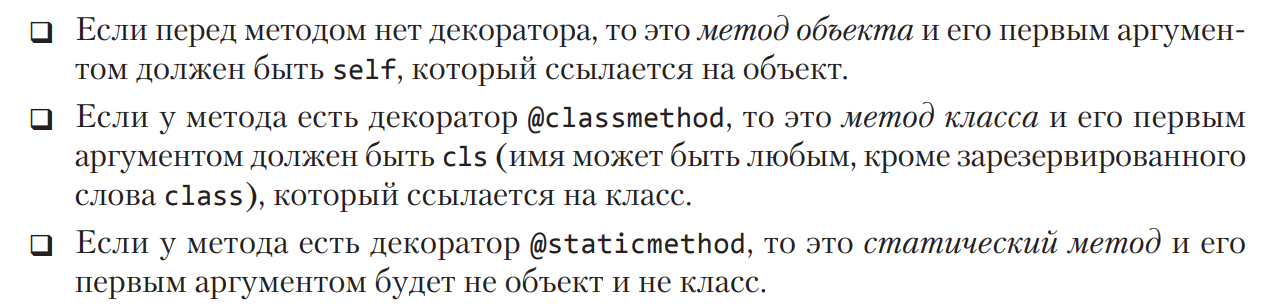 ❑ Если перед методом нет декоратора, то это метод объекта и его первым аргумен-
том должен быть self, который ссылается на объект.
❑ Если у метода есть декоратор @classmethod, то это метод класса и его первым
аргументом должен быть cls (имя может быть любым, кроме зарезервированного
слова class), который ссылается на класс.
❑ Если у метода есть декоратор @staticmethod, то это статический метод и его
первым аргументом будет не объект и не класс.